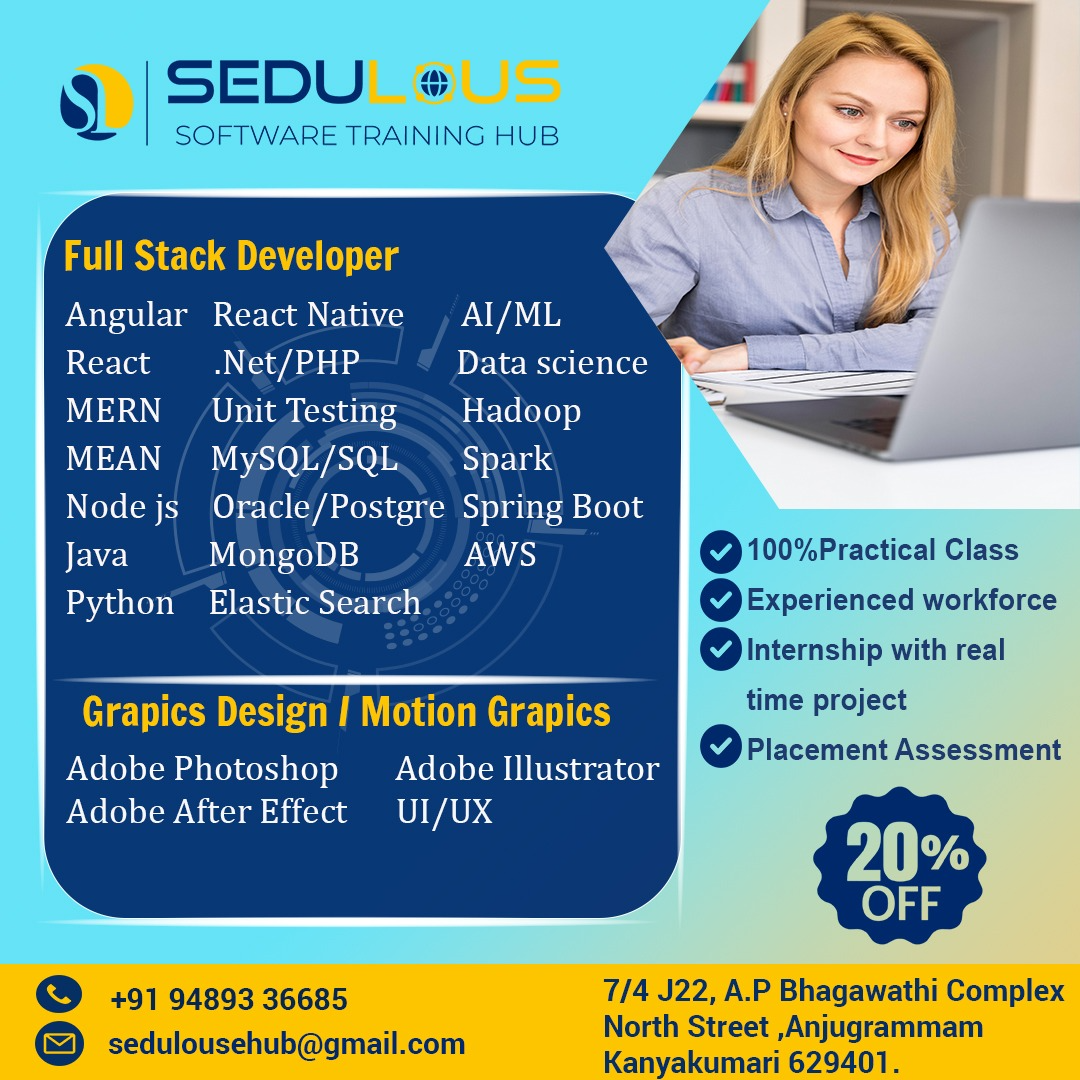 SEDULOUS
SOFTWARE TRAINING HUB
Full Stack Developer
Angular React Native AI/ML
React .Net/PHP Data science
MERN Unit Testing Hadoop
MEAN MySQL/SQL Spark
Node js Oracle/Postgre Spring Boot
Java MongoDB AWS
Python Elastic Search
Grapics Design / Motion Grapics
Adobe Photoshop Adobe Illustrator
Adobe After Effect UI/UX
100%Practical Class
Experienced workforce
Internship with real
time project
Placement Assessment
20%
OFF
+91 94893 36685
sedulousehub@gmail.com
7/4 J22, A.P Bhagawathi Complex
North Street ,Anjugrammam
Kanyakumari 629401.